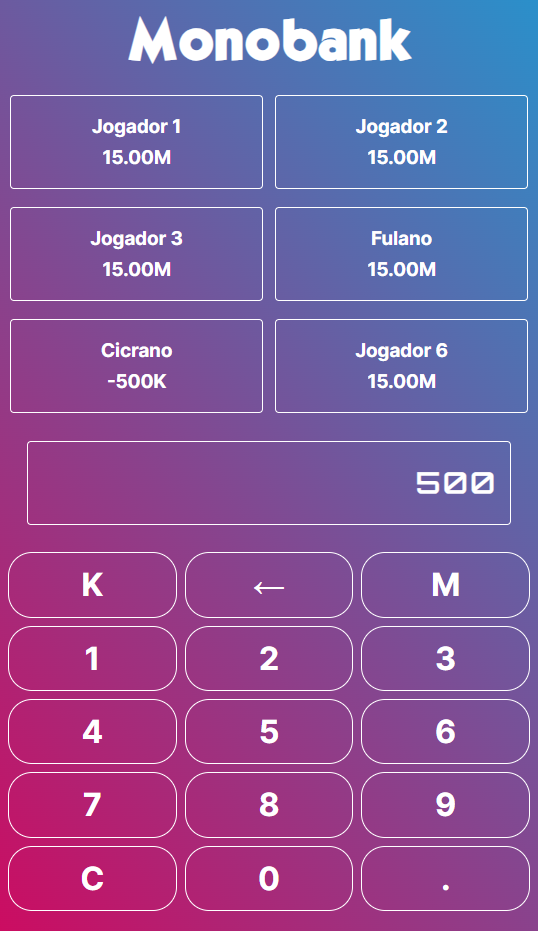 Monobank
Jogador 1
15.00M
Jogador 2
15.00M
Jogador 3
15.00M
Fulano
15.00M
Cicrano
-500K
Jogador 6
15.00M
500
K ← M
1 2 3
4 5 6
7 8 9
C 0 .